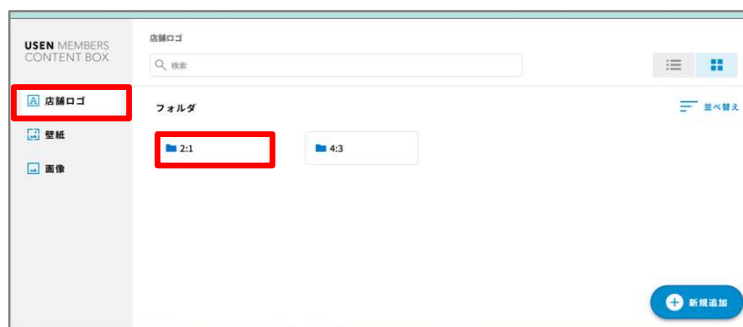 USEN MEMBERS
CONTENT BOX
店舗ロゴ
壁紙
画像
店舗ロゴ
検索
フォルダ
並べ替え
2:1
4:3
新規追加